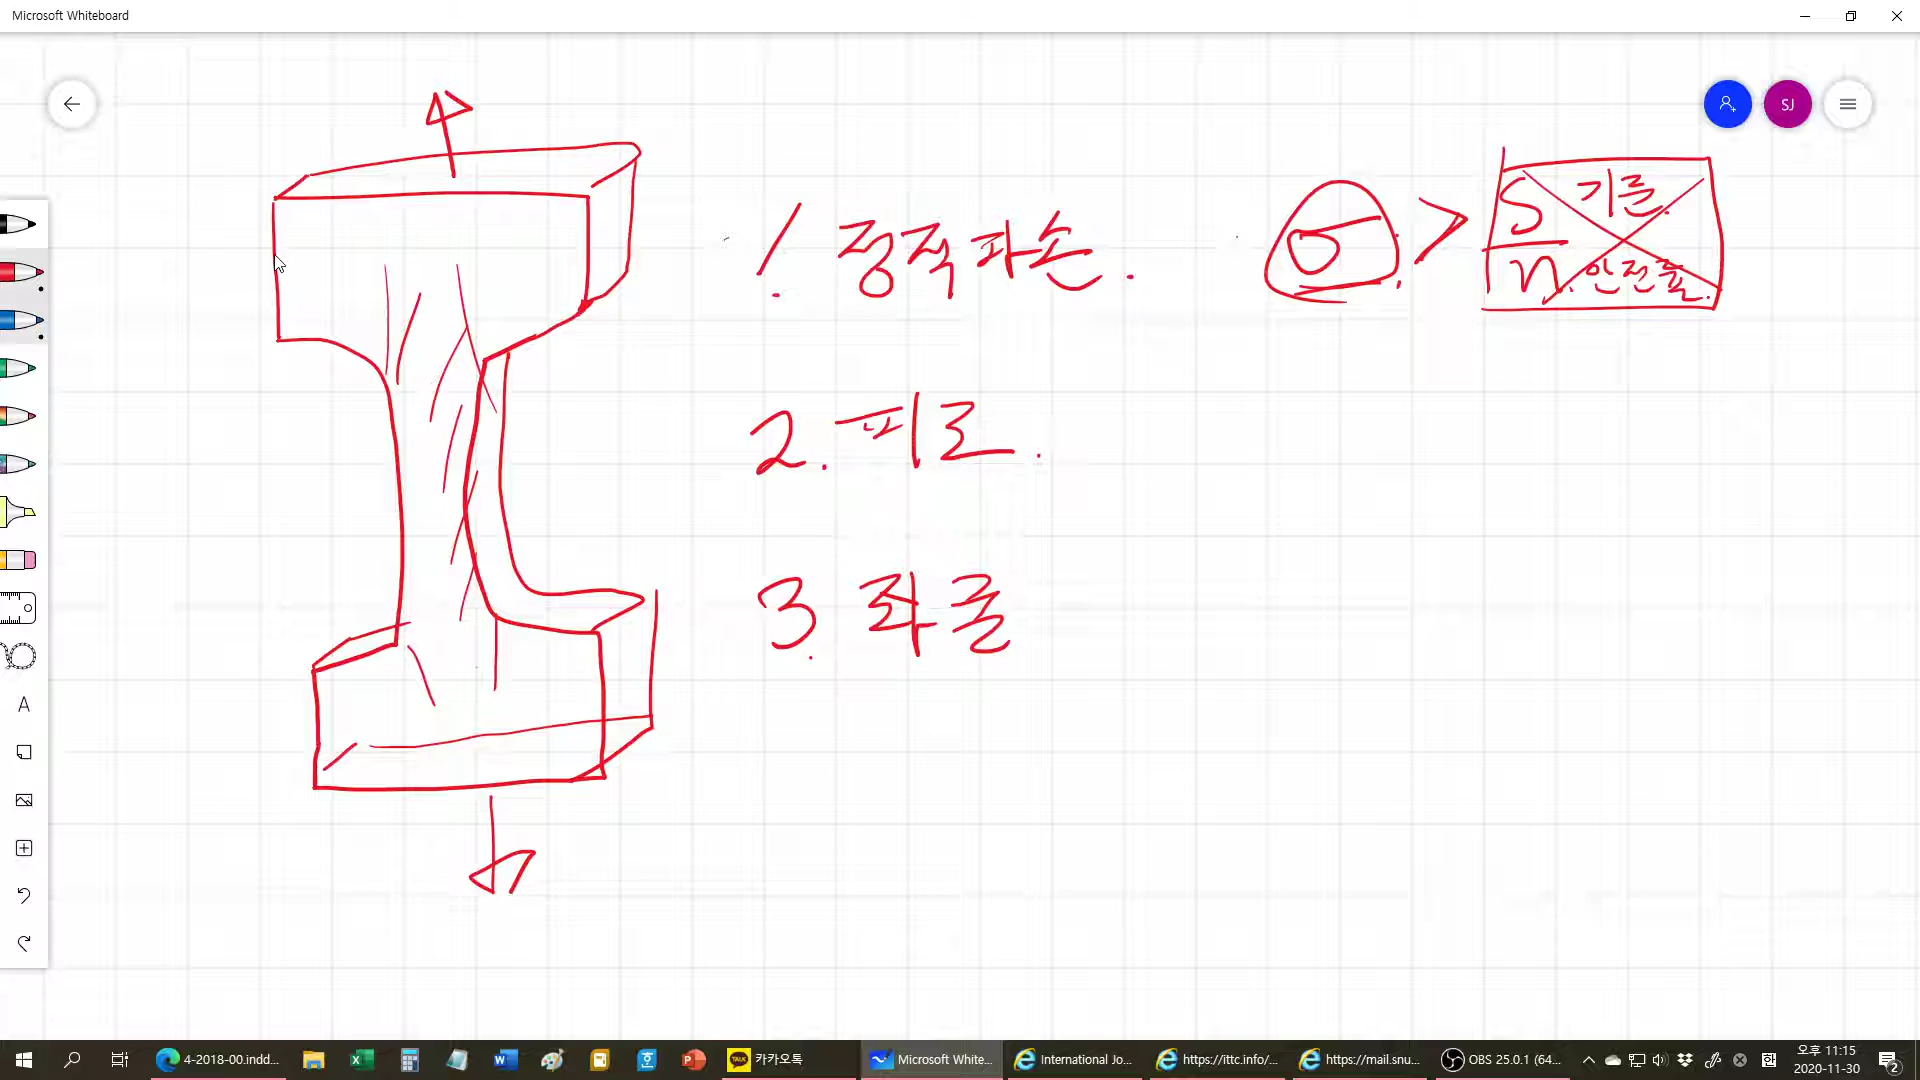 Microsoft Whiteboard
SJ
1. 정적파손.
σ > S 기준
n. 안전율.
2. 피로.
3. 좌굴
A
4-2018-00.indd...
카카오톡
Microsoft White...
International Jo...
https://ittc.info/...
https://mail.snu...
OBS 25.0.1 (64...
한
오후 11:15
2020-11-30
2